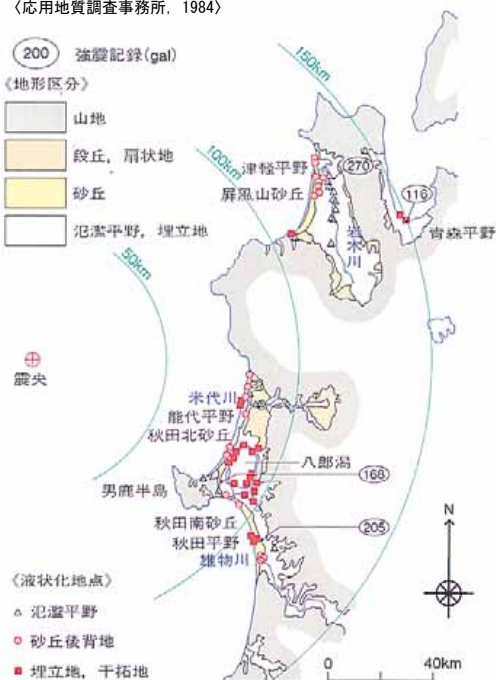 〈応用地質調査事務所，1984〉
200 強震記録(gal)
《地形区分》
山地
段丘，扇状地
砂丘
氾濫平野，埋立地
150km
100km
50km
津軽平野
270
屏風山砂丘
116
青森平野
岩木川
震央
米代川
能代平野
秋田北砂丘
八郎潟
男鹿半島
168
秋田南砂丘
205
秋田平野
雄物川
N
《液状化地点》
氾濫平野
砂丘後背地
埋立地，干拓地
0 40km